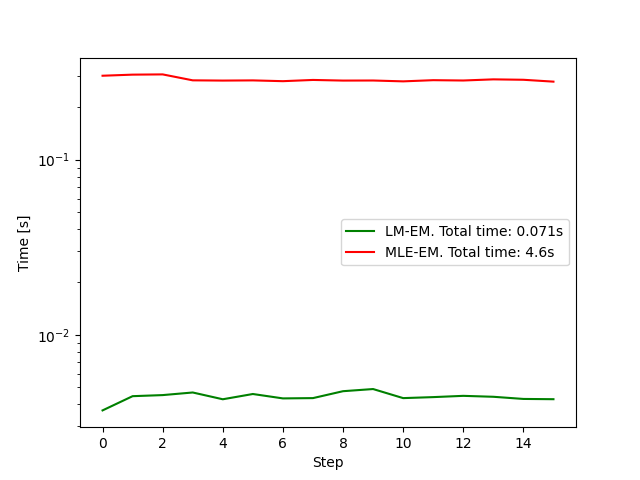 10⁻¹
10⁻²
Time [s]
LM-EM. Total time: 0.071s
MLE-EM. Total time: 4.6s
0 2 4 6 8 10 12 14
Step